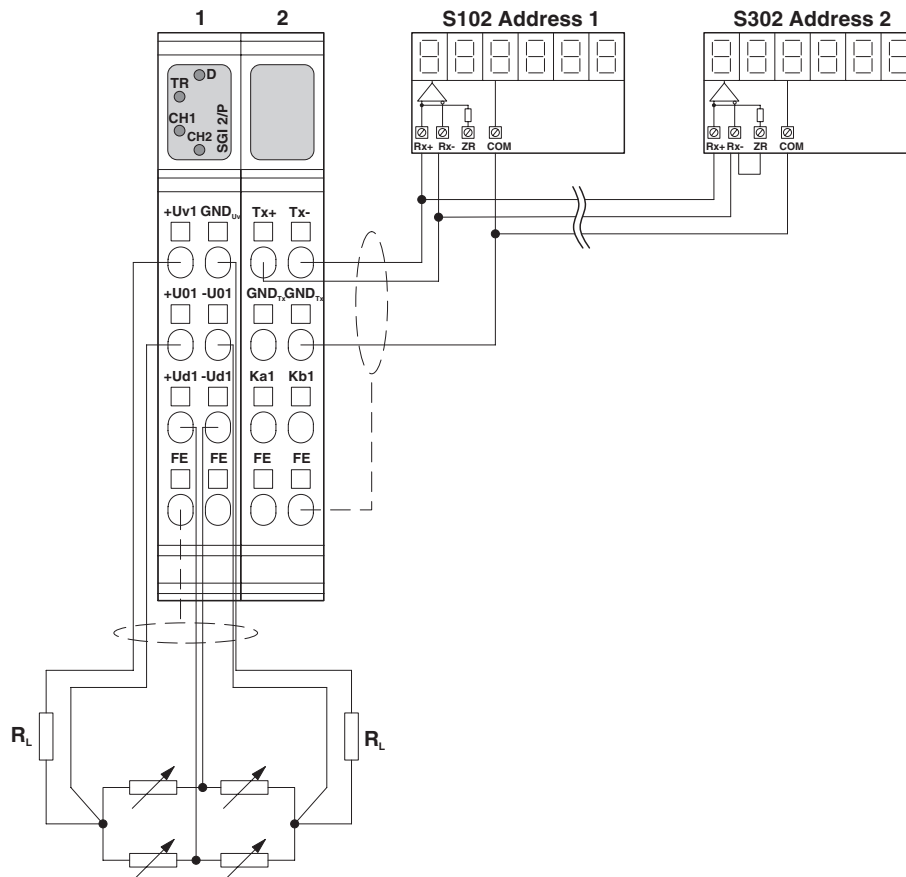 1 2 S102 Address 1 S302 Address 2
D
TR
CH1
CH2
SGI 2/P
Rx+ Rx- ZR COM
Rx+ Rx- ZR COM
+Uv1 GNDUv Tx+ Tx-
+U01 -U01 GNDTx GNDTx
+Ud1 -Ud1 Ka1 Kb1
FE FE FE FE
RL RL